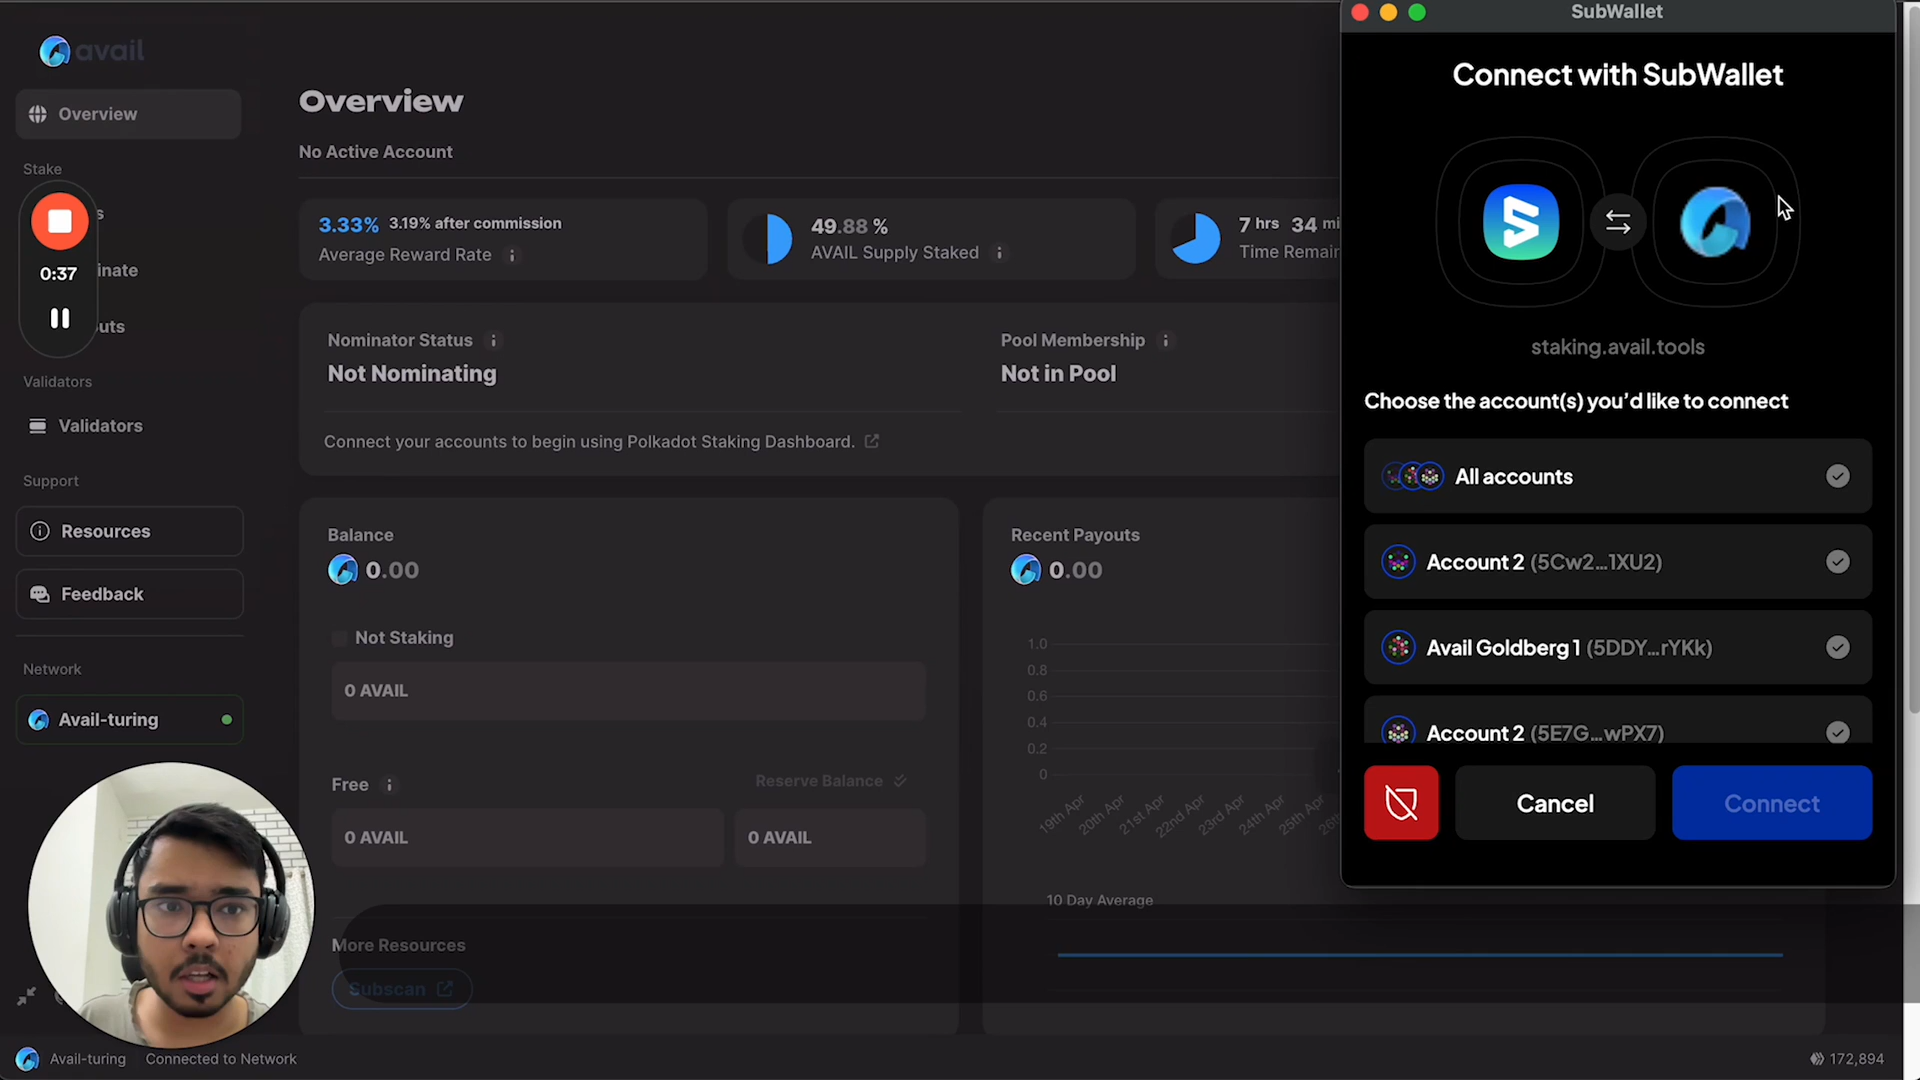 avail
Overview
Stake
s
inate
uts
0:37
Validators
Validators
Support
Resources
Feedback
Network
Avail-turing
Overview
No Active Account
3.33% 3.19% after commission
Average Reward Rate
49.88 %
AVAIL Supply Staked
7 hrs 34 mi
Time Remain
Nominator Status
Not Nominating
Pool Membership
Not in Pool
Connect your accounts to begin using Polkadot Staking Dashboard.
Balance
0.00
Not Staking
0 AVAIL
Free
Reserve Balance
0 AVAIL
0 AVAIL
More Resources
Subscan
Recent Payouts
0.00
1.0
0.8
0.6
0.4
0.2
0
19th Apr
20th Apr
21st Apr
22nd Apr
23rd Apr
24th Apr
25th Apr
26th
10 Day Average
SubWallet
Connect with SubWallet
staking.avail.tools
Choose the account(s) you’d like to connect
All accounts
Account 2 (5Cw2...1XU2)
Avail Goldberg 1 (5DDY...rYKk)
Account 2 (5E7G...wPX7)
Cancel
Connect
Avail-turing
Connected to Network
172,894